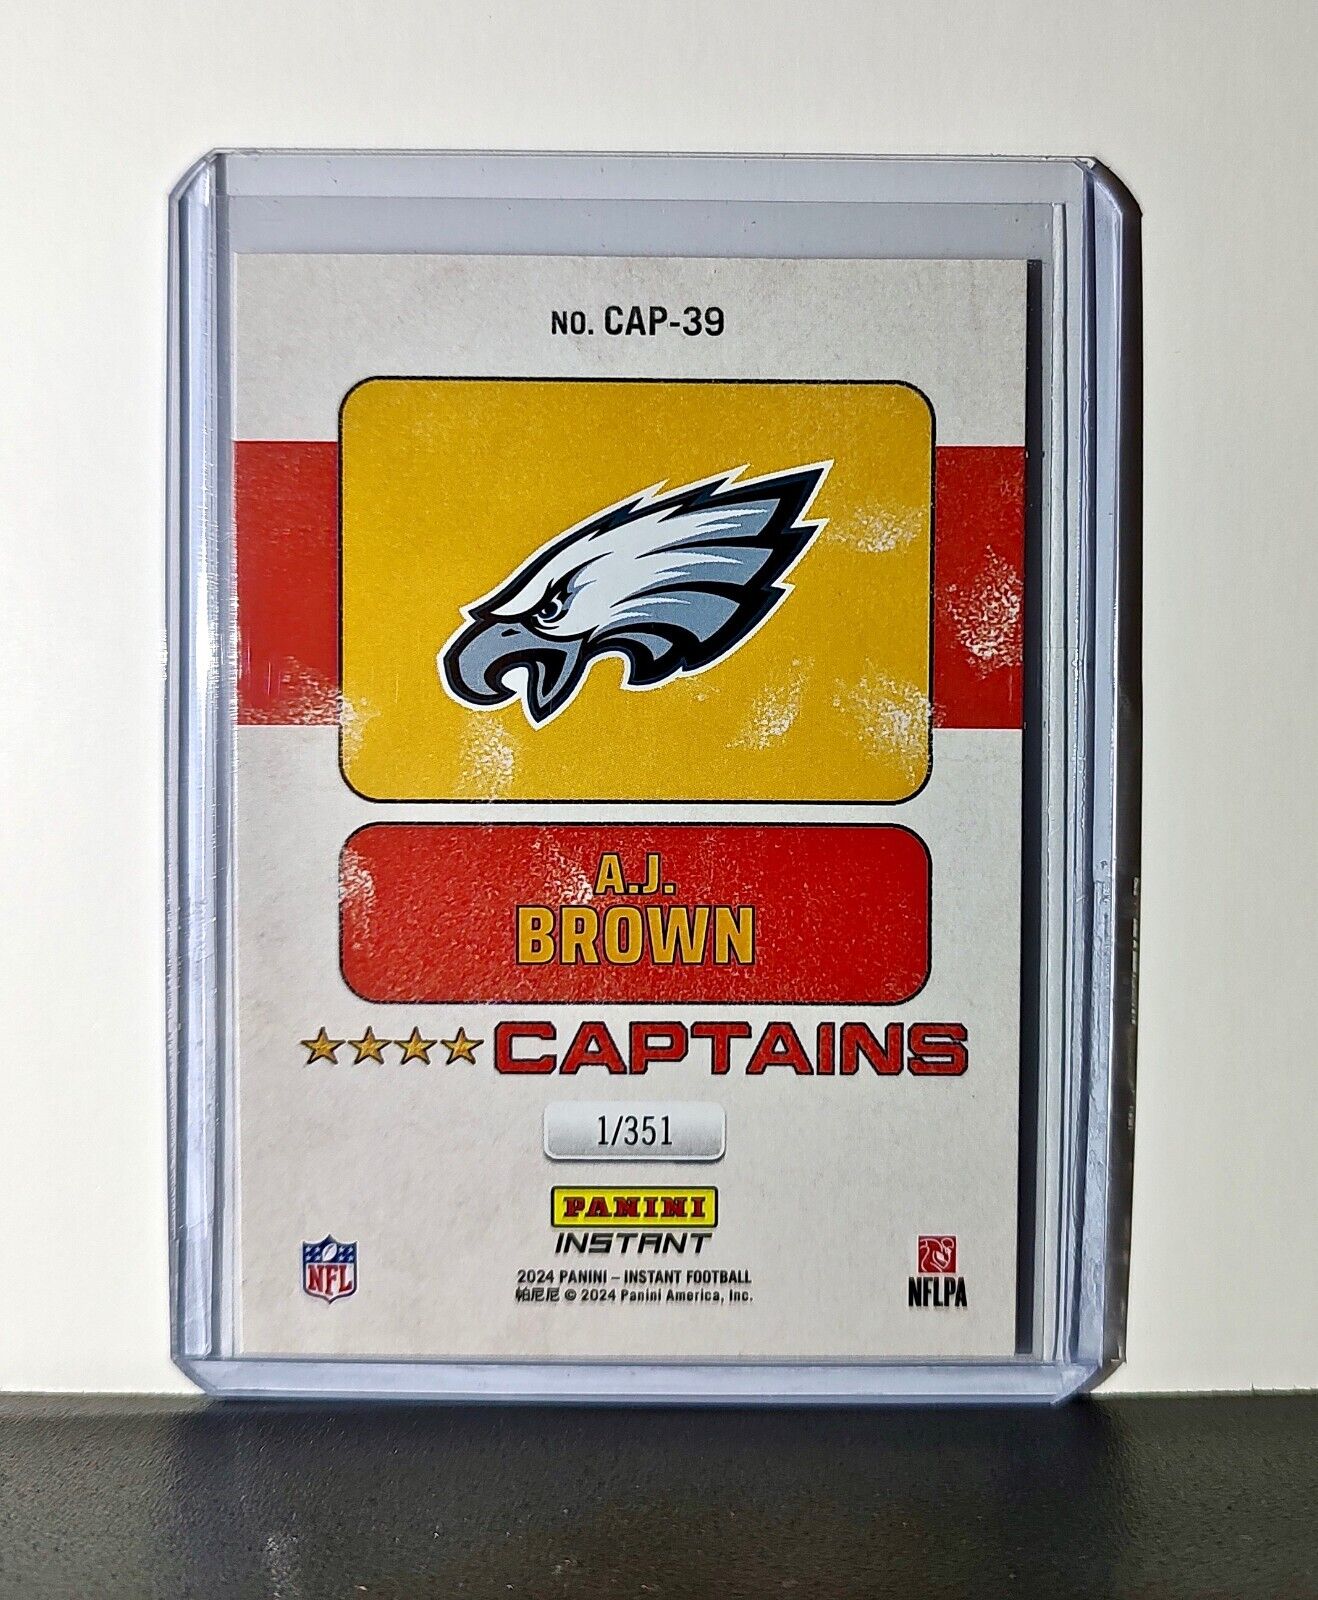 NO. CAP-39
A.J.
BROWN
CAPTAINS
1/351
PANINI
INSTANT
NFL
NFLPA
2024 PANINI – INSTANT FOOTBALL
帕尼尼 © 2024 Panini America, Inc.